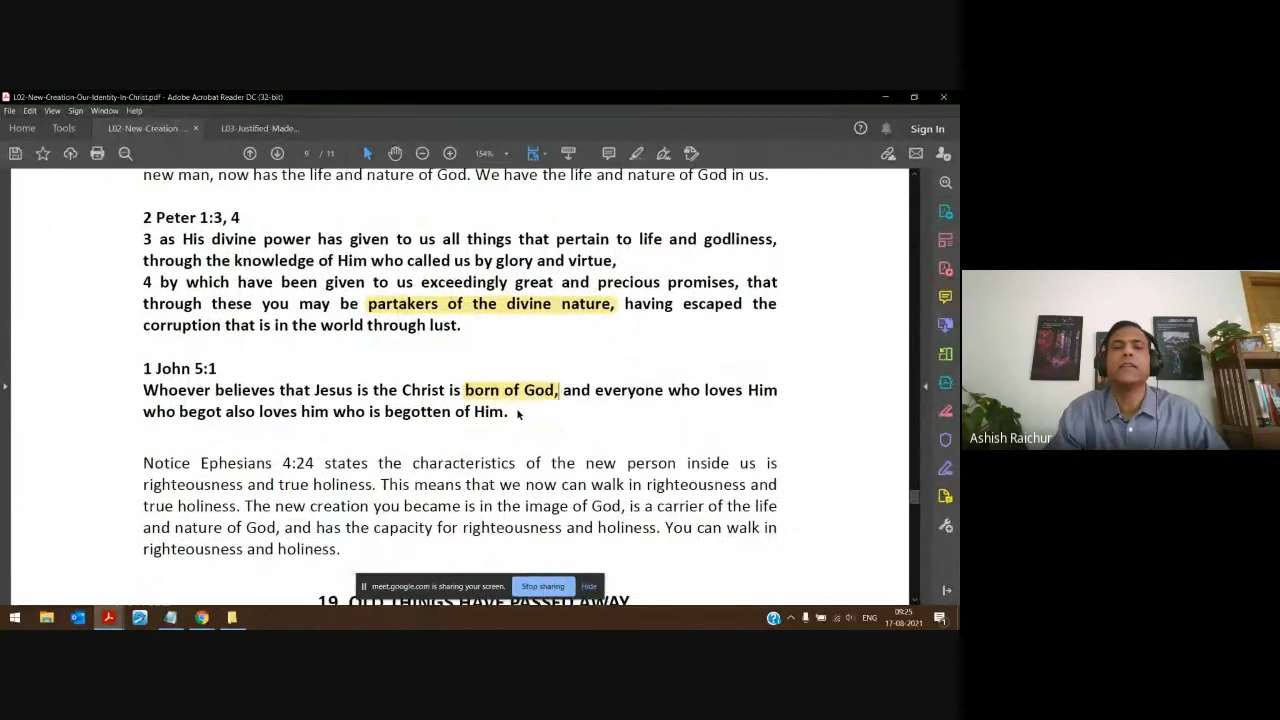 L02-New-Creation-Our-Identity-In-Christ.pdf - Adobe Acrobat Reader DC (32-bit)
File Edit View Sign Window Help
Home Tools L02-New-Creation-... × L03-Justified-Made... Sign In
9 / 11 154%
new man, now has the life and nature of God. We have the life and nature of God in us.
2 Peter 1:3, 4
3 as His divine power has given to us all things that pertain to life and godliness,
through the knowledge of Him who called us by glory and virtue,
4 by which have been given to us exceedingly great and precious promises, that
through these you may be partakers of the divine nature, having escaped the
corruption that is in the world through lust.
1 John 5:1
Whoever believes that Jesus is the Christ is born of God, and everyone who loves Him
who begot also loves him who is begotten of Him.
Notice Ephesians 4:24 states the characteristics of the new person inside us is
righteousness and true holiness. This means that we now can walk in righteousness and
true holiness. The new creation you became is in the image of God, is a carrier of the life
and nature of God, and has the capacity for righteousness and holiness. You can walk in
righteousness and holiness.
meet.google.com is sharing your screen. Stop sharing Hide
19. OLD THINGS HAVE PASSED AWAY
ENG
09:25
17-08-2021
Ashish Raichur